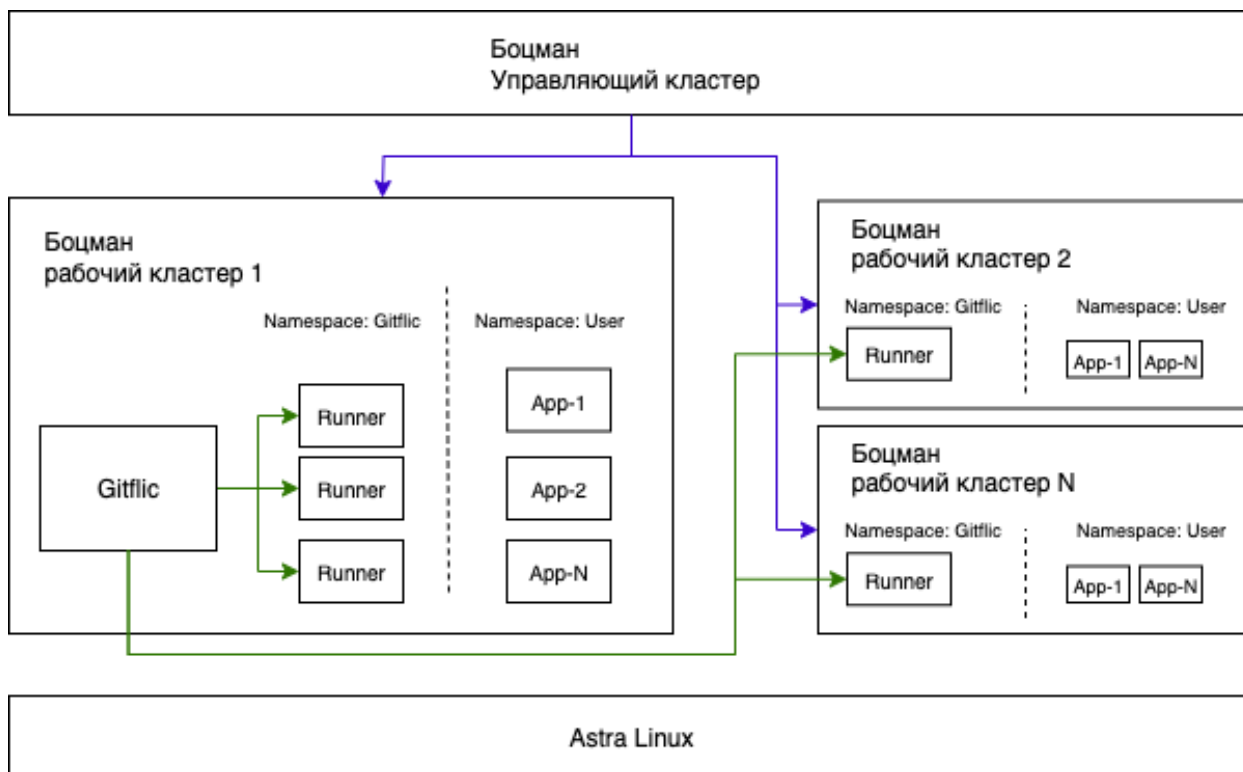 Боцман
Управляющий кластер
Боцман
рабочий кластер 1
Namespace: Gitflic
Namespace: User
Gitflic
Runner
Runner
Runner
App-1
App-2
App-N
Боцман
рабочий кластер 2
Namespace: Gitflic
Namespace: User
Runner
App-1
App-N
Боцман
рабочий кластер N
Namespace: Gitflic
Namespace: User
Runner
App-1
App-N
Astra Linux